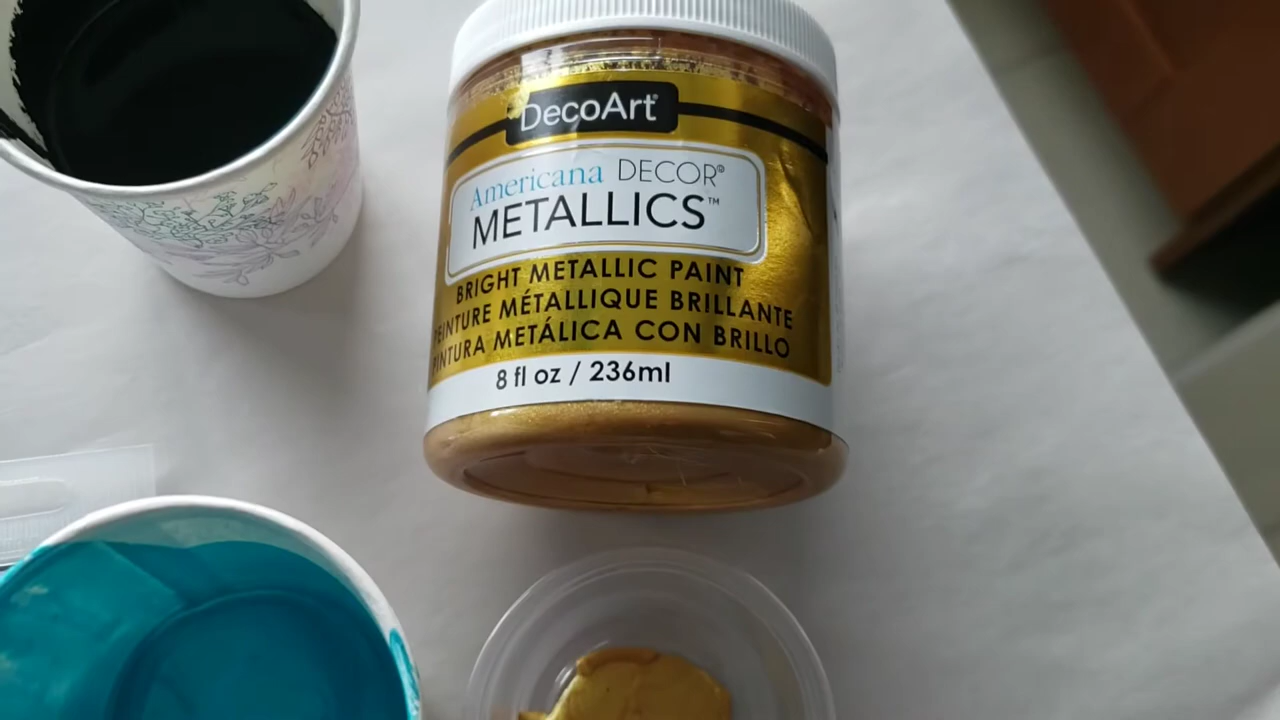 DecoArt®
Americana DECOR®
METALLICS™
BRIGHT METALLIC PAINT
PEINTURE MÉTALLIQUE BRILLANTE
PINTURA METÁLICA CON BRILLO
8 fl oz / 236ml